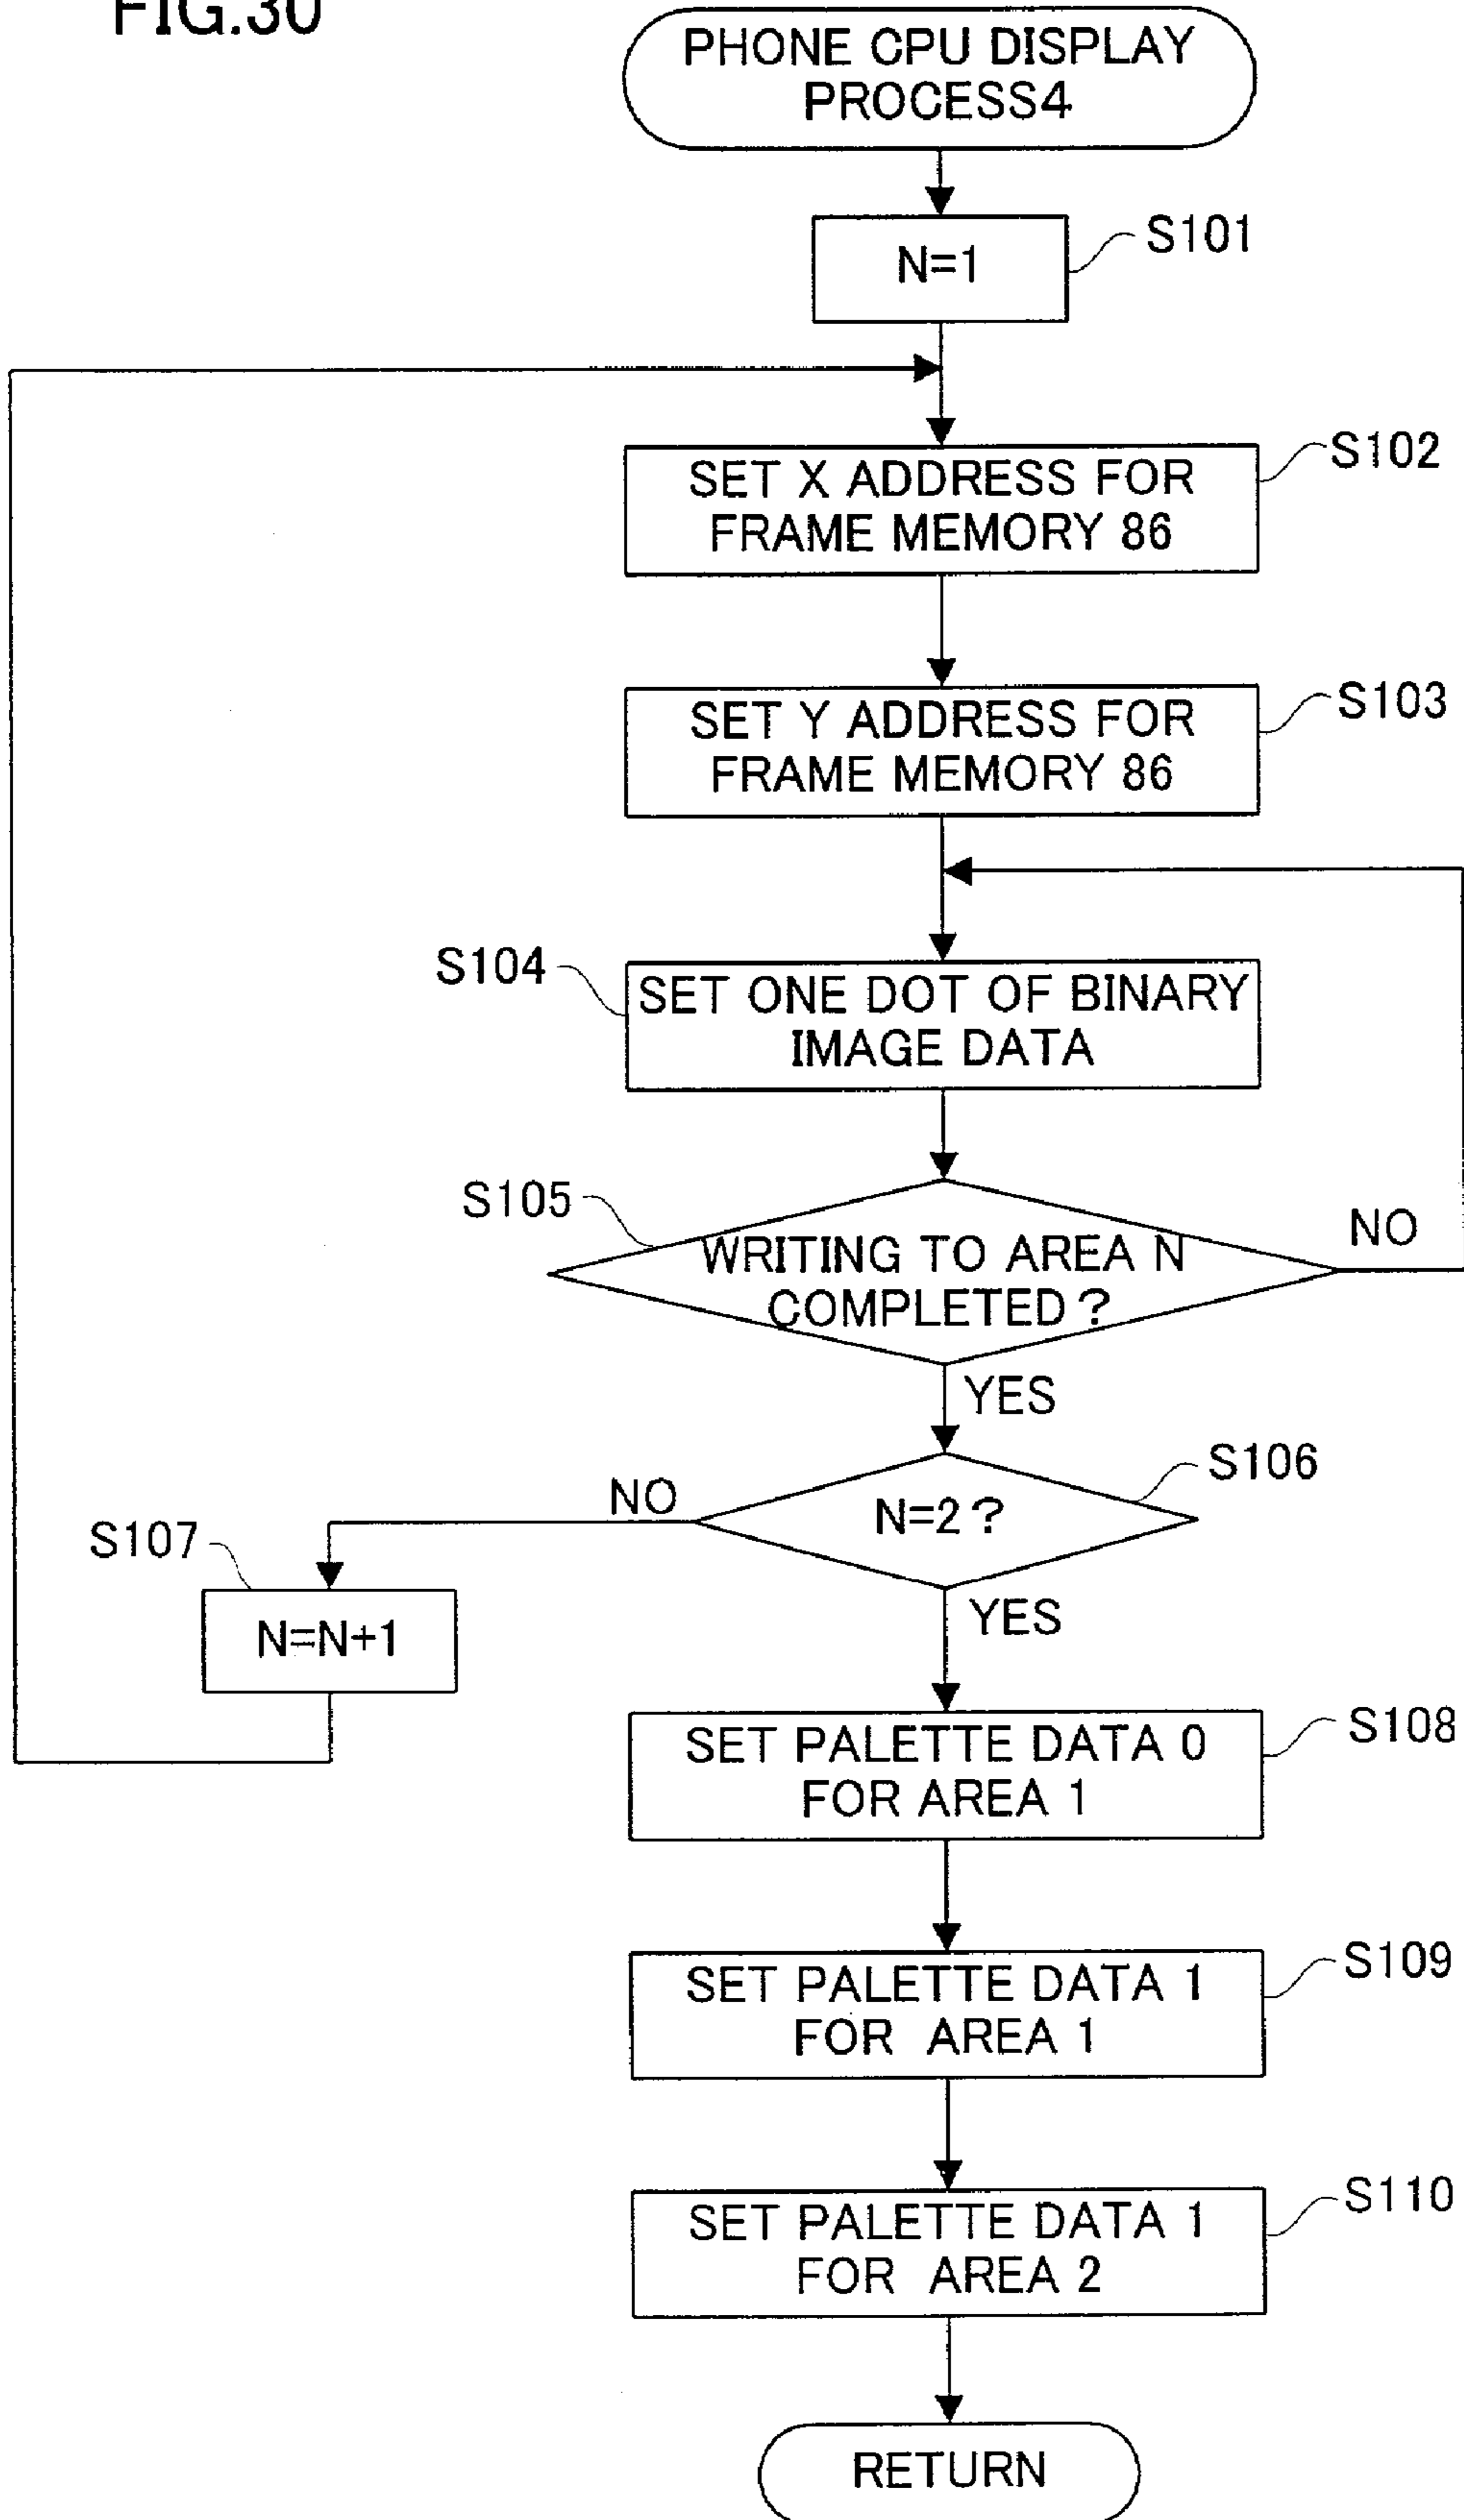 FIG.30
PHONE CPU DISPLAY
PROCESS4
N=1
S101
SET X ADDRESS FOR
FRAME MEMORY 86
S102
SET Y ADDRESS FOR
FRAME MEMORY 86
S103
S104
SET ONE DOT OF BINARY
IMAGE DATA
S105
WRITING TO AREA N
COMPLETED?
NO
YES
S106
N=2?
NO
S107
N=N+1
YES
SET PALETTE DATA 0
FOR AREA 1
S108
SET PALETTE DATA 1
FOR AREA 1
S109
SET PALETTE DATA 1
FOR AREA 2
S110
RETURN